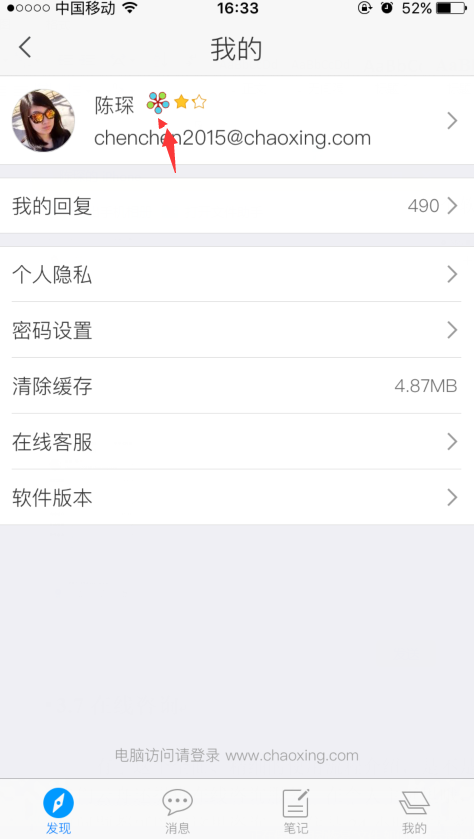 中国移动 16:33 52%
我的
陈琛
chenchen2015@chaoxing.com
我的回复 490
个人隐私
密码设置
清除缓存 4.87MB
在线客服
软件版本
电脑访问请登录 www.chaoxing.com
发现 消息 笔记 我的